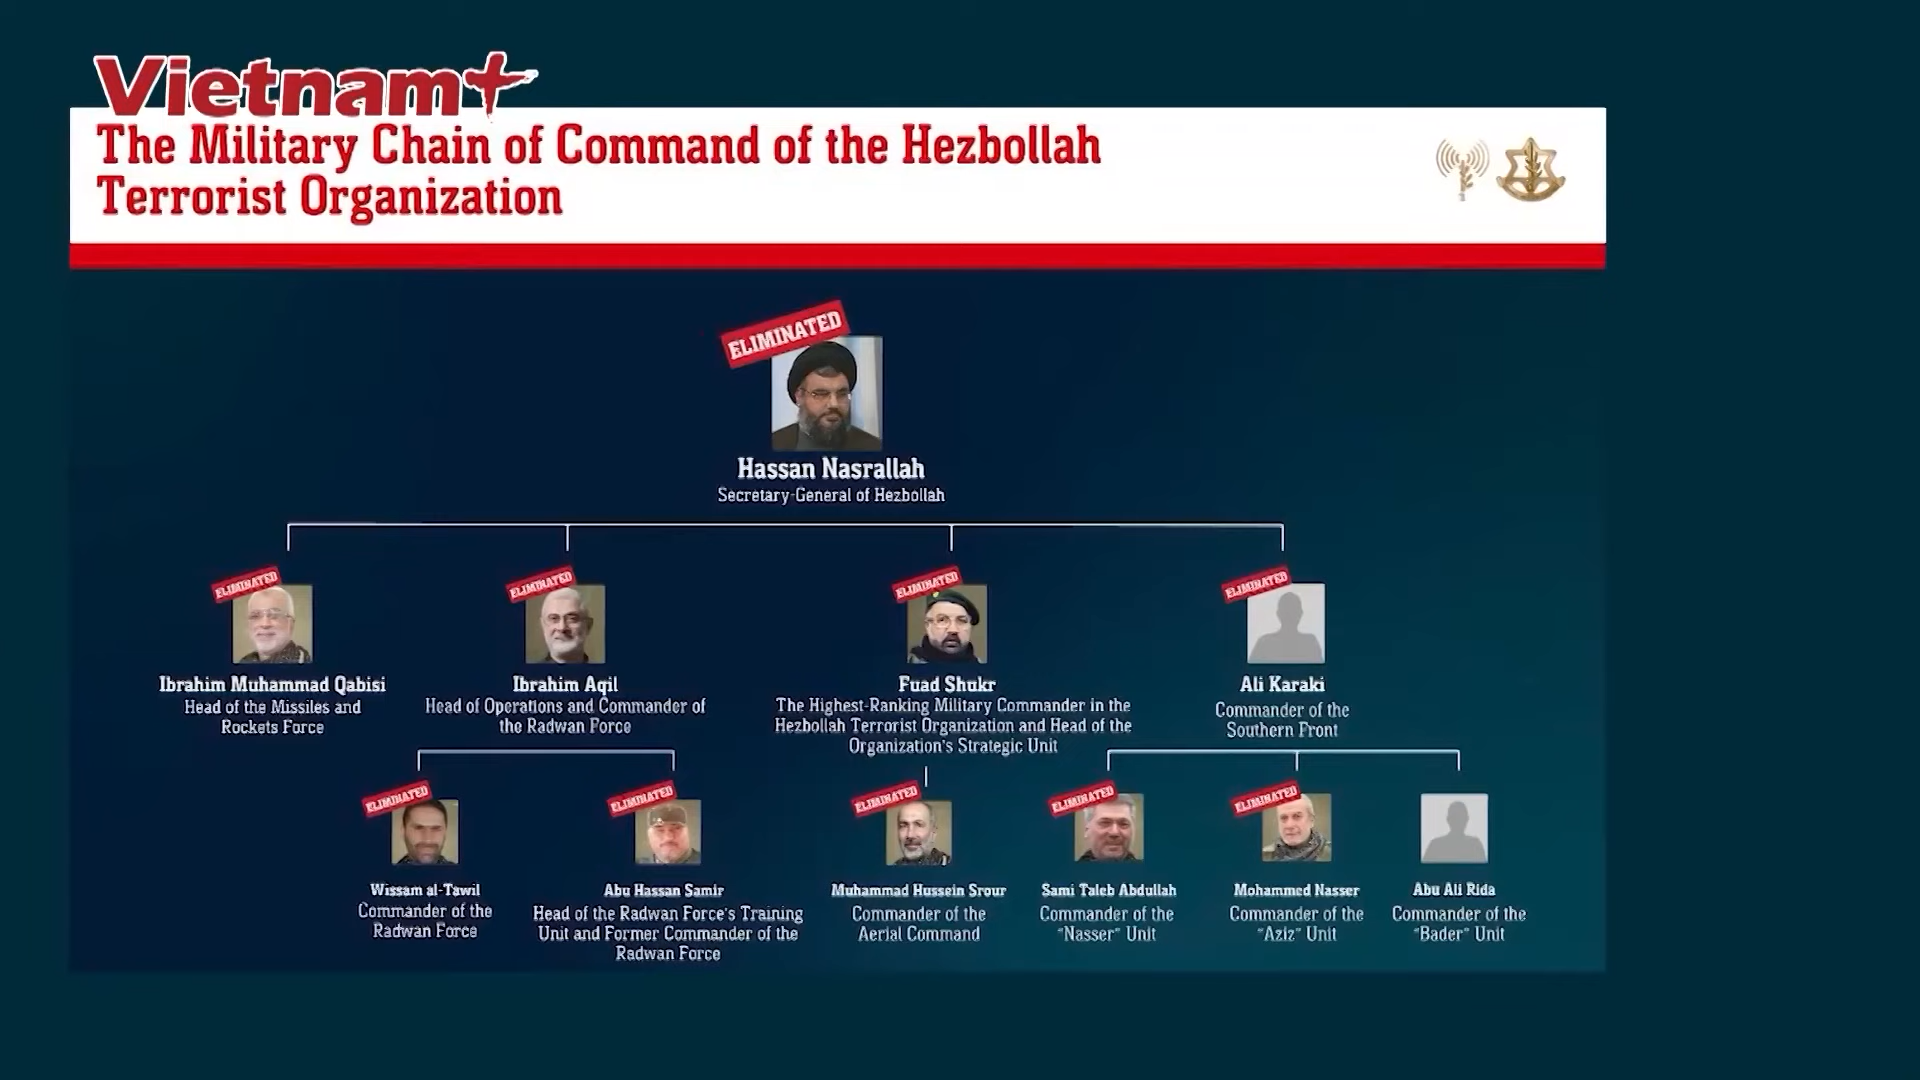 Vietnam+
The Military Chain of Command of the Hezbollah
Terrorist Organization
ELIMINATED
Hassan Nasrallah
Secretary-General of Hezbollah
ELIMINATED
ELIMINATED
ELIMINATED
ELIMINATED
Ibrahim Muhammad Qabisi
Head of the Missiles and
Rockets Force
Ibrahim Aqil
Head of Operations and Commander of
the Radwan Force
Fuad Shukr
The Highest-Ranking Military Commander in the
Hezbollah Terrorist Organization and Head of the
Organization's Strategic Unit
Ali Karaki
Commander of the
Southern Front
ELIMINATED
ELIMINATED
ELIMINATED
ELIMINATED
ELIMINATED
Wissam al-Tawil
Commander of the
Radwan Force
Abu Hassan Samir
Head of the Radwan Force's Training
Unit and Former Commander of the
Radwan Force
Muhammad Hussein Srour
Commander of the
Aerial Command
Sami Taleb Abdullah
Commander of the
"Nasser" Unit
Mohammed Nasser
Commander of the
"Aziz" Unit
Abu Ali Rida
Commander of the
"Bader" Unit